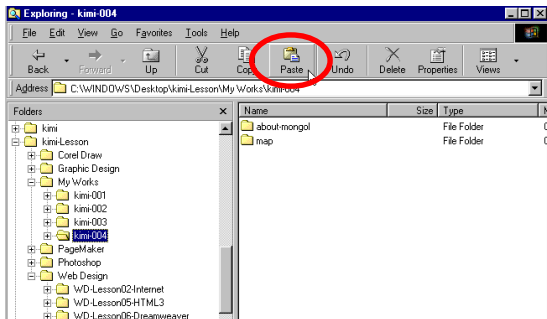 Exploring - kimi-004
File Edit View Go Favorites Tools Help
Back Forward Up Cut Copy Paste Undo Delete Properties Views
Address C:\WINDOWS\Desktop\kimi-Lesson\My Works\kimi-004
Folders Name Size Type
kimi about-mongol File Folder
kimi-Lesson map File Folder
Corel Draw
Graphic Design
My Works
kimi-001
kimi-002
kimi-003
kimi-004
PageMaker
Photoshop
Web Design
WD-Lesson02-Internet
WD-Lesson05-HTML3
WD-Lesson06-Dreamweaver